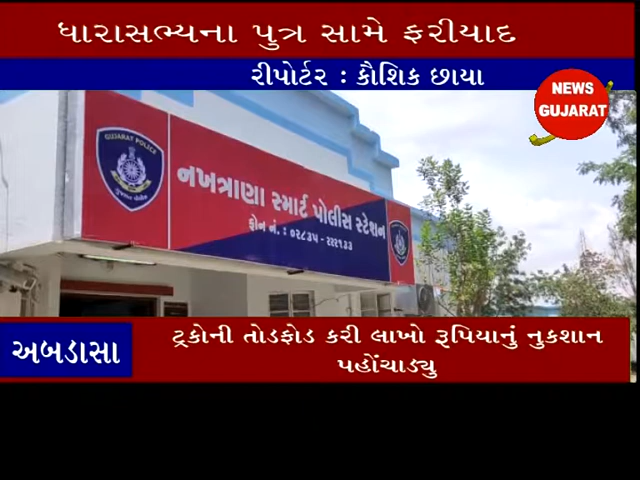 ધારાસભ્યના પુત્ર સામે ફરીયાદ
રીપોર્ટર : કૌશિક છાયા
NEWS
GUJARAT
GUJARAT POLICE
નખત્રાણા સ્માર્ટ પોલીસ સ્ટેશન
ફોન નં. : ૦૨૮૩૫ - ૨૨૨૧૩૩
અબડાસા
ટ્રકોની તોડફોડ કરી લાખો રૂપિયાનું નુકશાન
પહોંચાડ્યુ